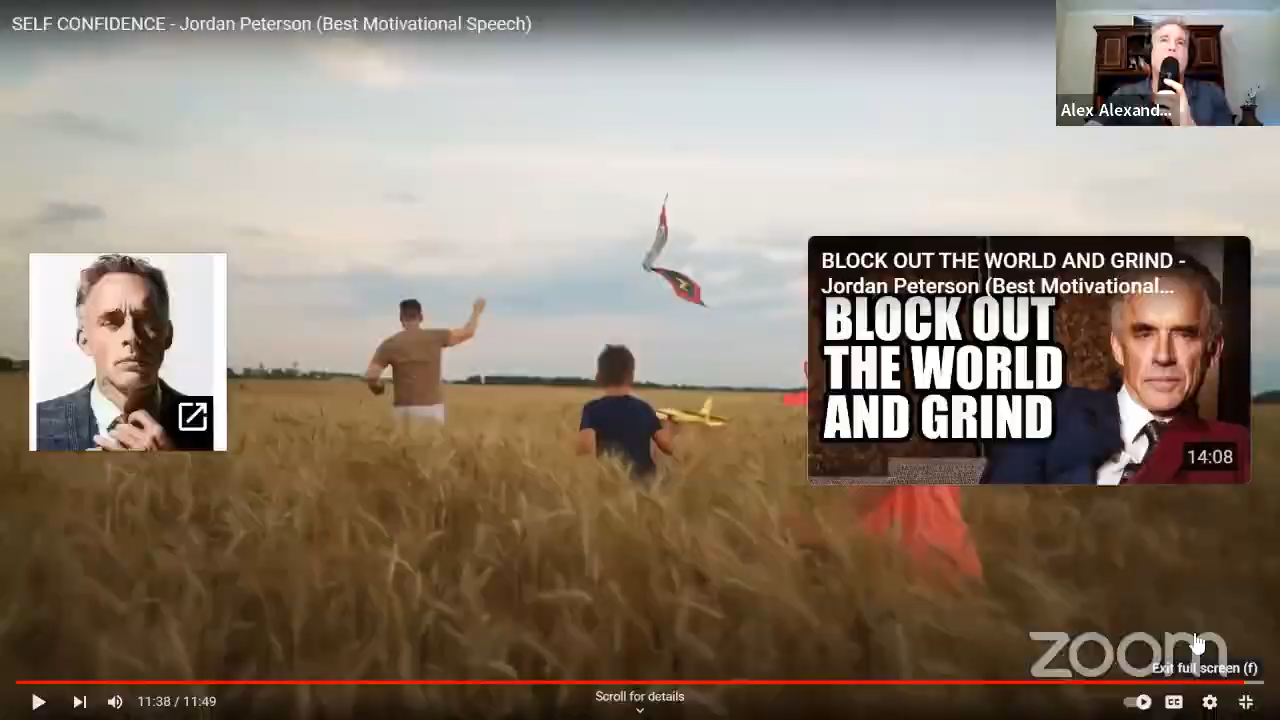 SELF CONFIDENCE - Jordan Peterson (Best Motivational Speech)
Alex Alexand...
BLOCK OUT THE WORLD AND GRIND -
Jordan Peterson (Best Motivational...
BLOCK OUT
THE WORLD
AND GRIND
14:08
zoom
Exit full screen (f)
Scroll for details
11:38 / 11:49
CC